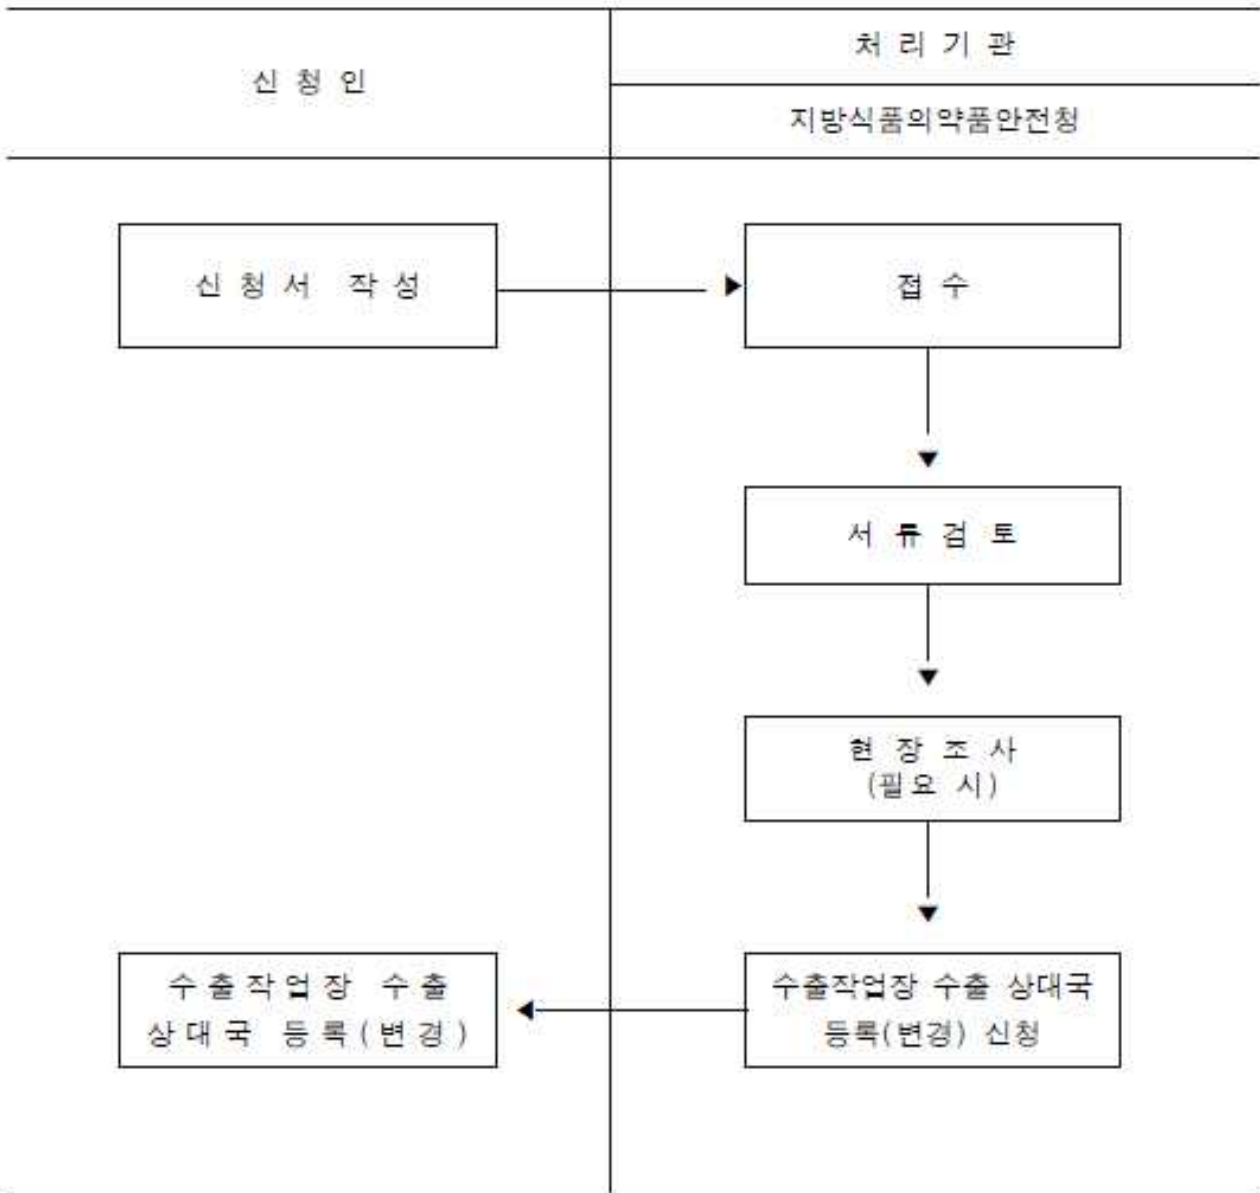 신청인
처리기관
지방식품의약품안전청
신청서 작성
접수
서류검토
현장조사
(필요 시)
수출작업장 수출
상대국 등록(변경)
수출작업장 수출 상대국
등록(변경) 신청